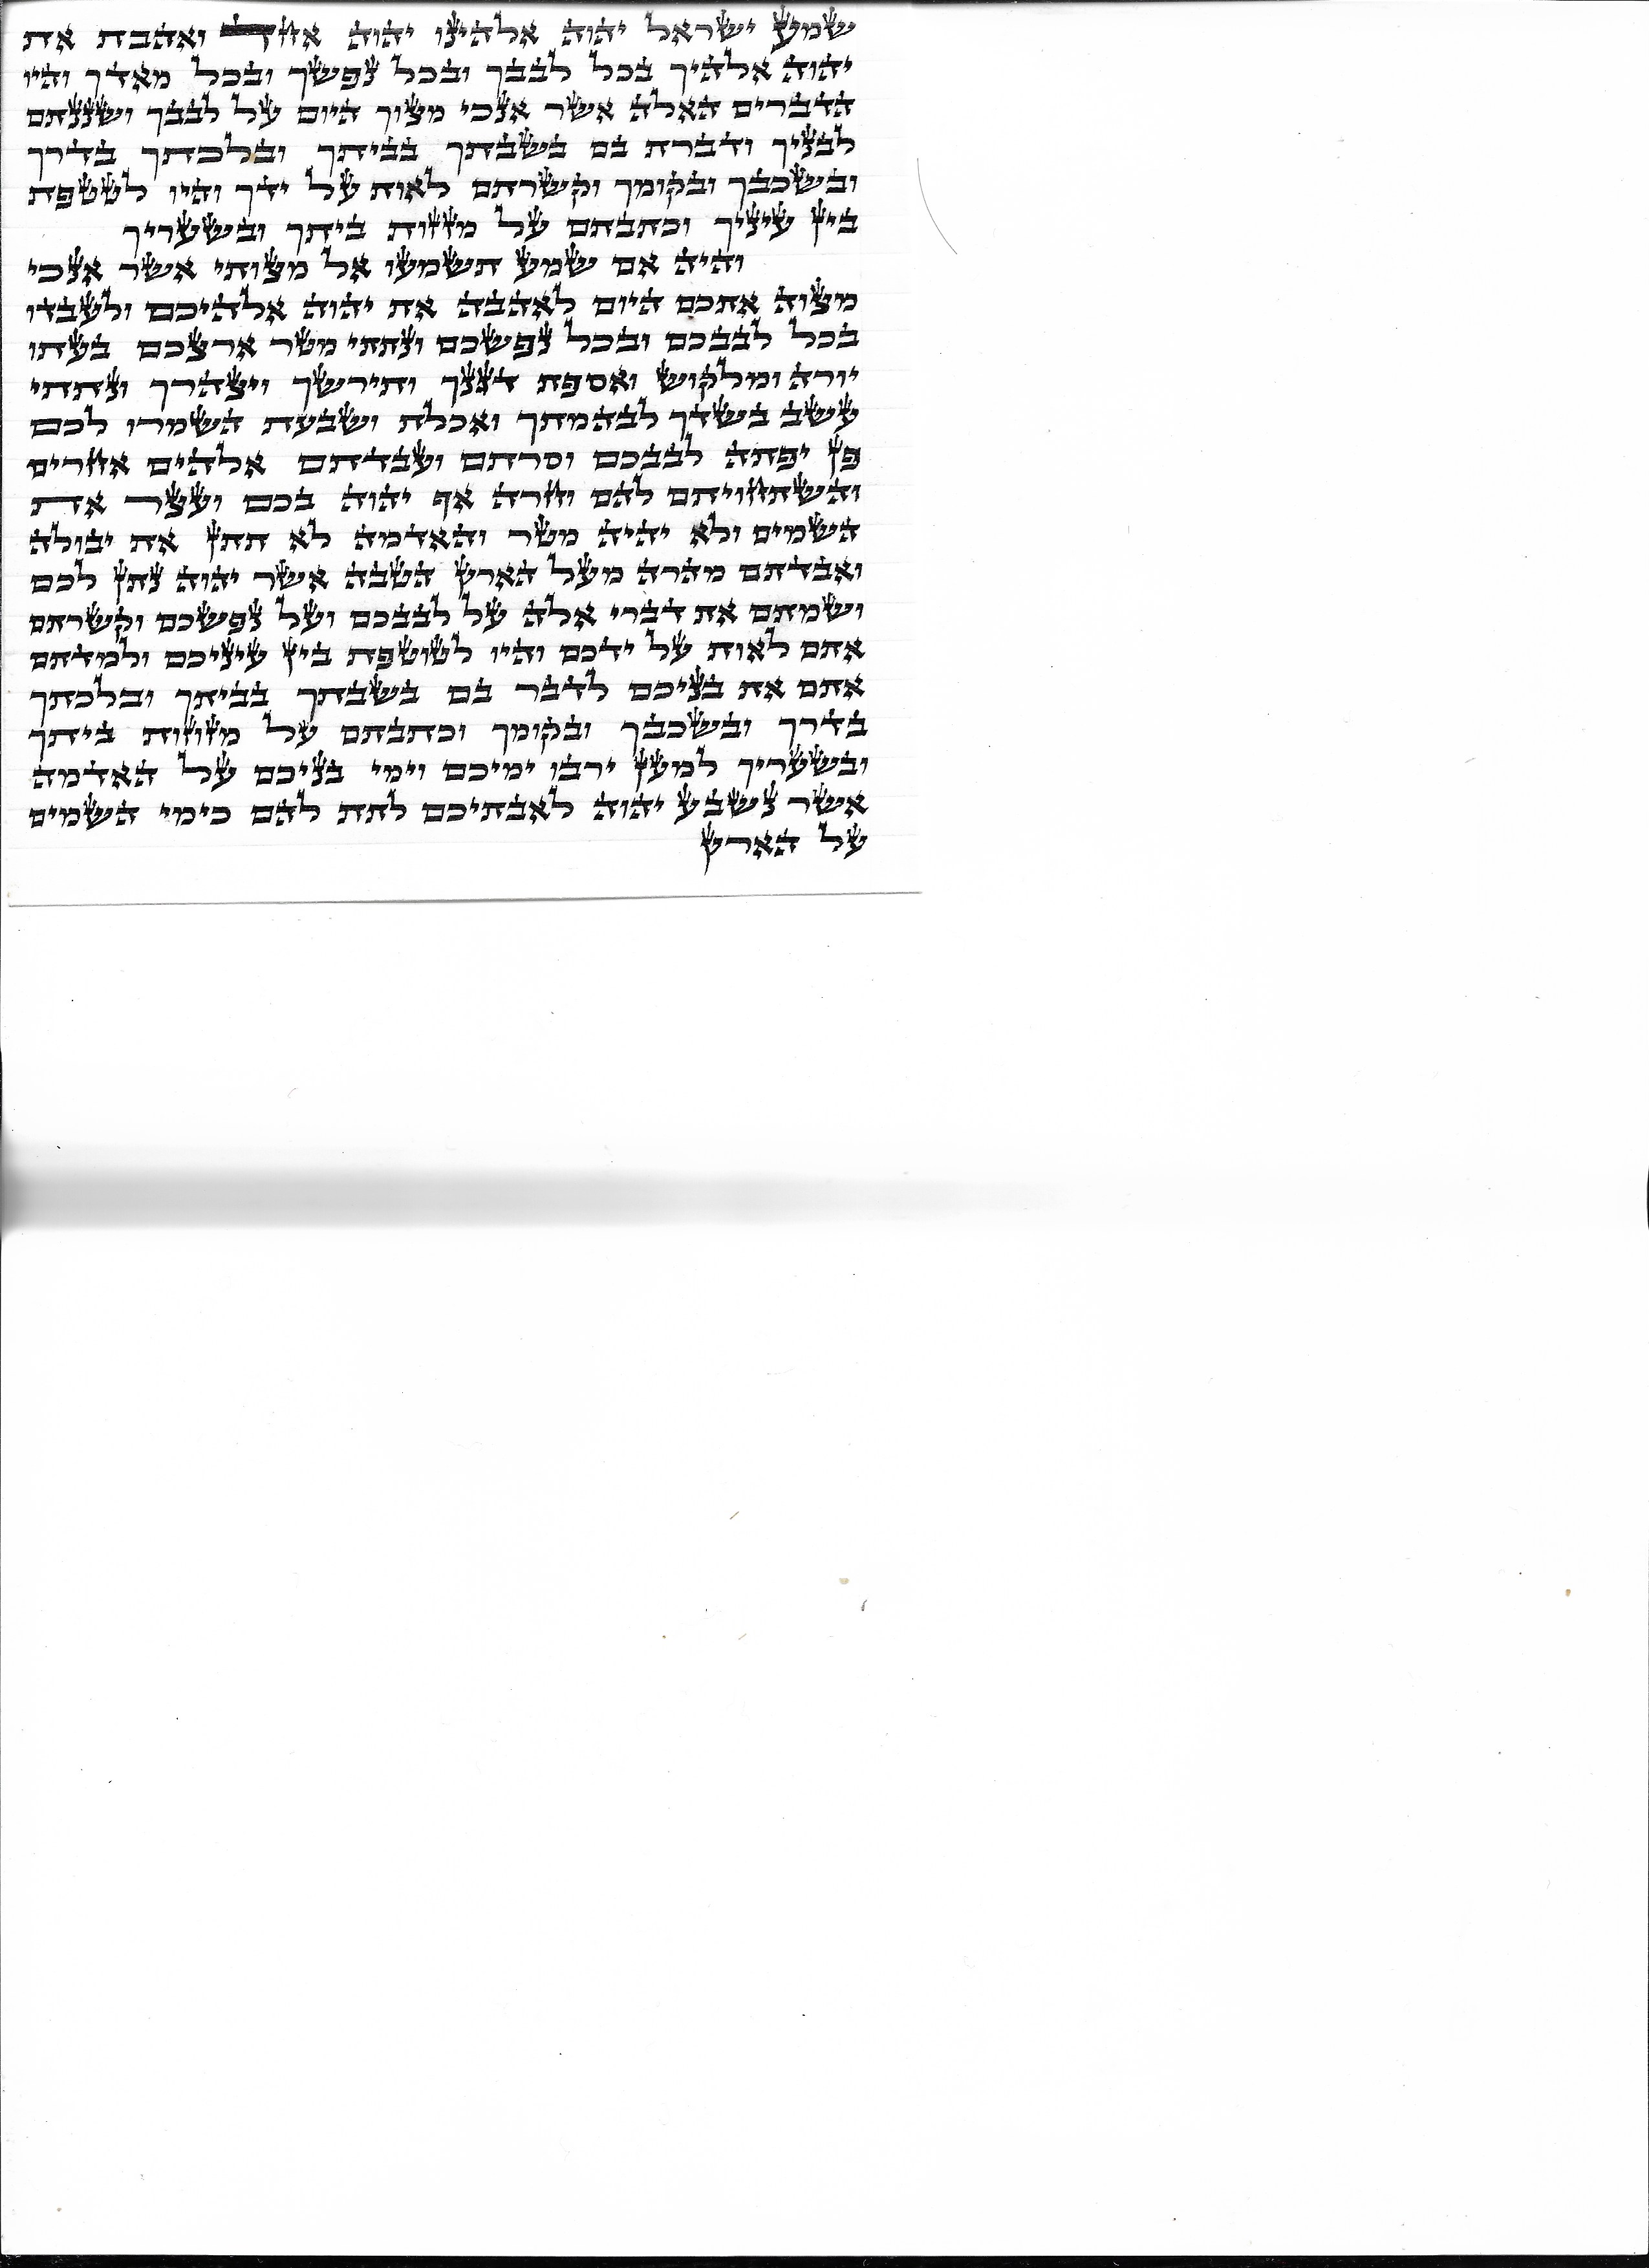 שמע ישראל יהוה אלהינו יהוה אחד ואהבת את
יהוה אלהיך בכל לבבך ובכל נפשך ובכל מאדך והיו
הדברים האלה אשר אנכי מצוך היום על לבבך ושננתם
לבניך ודברת בם בשבתך בביתך ובלכתך בדרך
ובשכבך ובקומך וקשרתם לאות על ידך והיו לטטפת
בין עיניך וכתבתם על מזזות ביתך ובשעריך
והיה אם שמע תשמעו אל מצותי אשר אנכי
מצוה אתכם היום לאהבה את יהוה אלהיכם ולעבדו
בכל לבבכם ובכל נפשכם ונתתי מטר ארצכם בעתו
יורה ומלקוש ואספת דגנך ותירשך ויצהרך ונתתי
עשב בשדך לבהמתך ואכלת ושבעת השמרו לכם
פן יפתה לבבכם וסרתם ועבדתם אלהים אחרים
והשתחויתם להם וחרה אף יהוה בכם ועצר את
השמים ולא יהיה מטר והאדמה לא תתן את יבולה
ואבדתם מהרה מעל הארץ הטבה אשר יהוה נתן לכם
ושמתם את דברי אלה על לבבכם ועל נפשכם וקשרתם
אתם לאות על ידכם והיו לטוטפת בין עיניכם ולמדתם
אתם את בניכם לדבר בם בשבתך בביתך ובלכתך
בדרך ובשכבך ובקומך וכתבתם על מזוזות ביתך
ובשעריך למען ירבו ימיכם וימי בניכם על האדמה
אשר נשבע יהוה לאבתיכם לתת להם כימי השמים
על הארץ